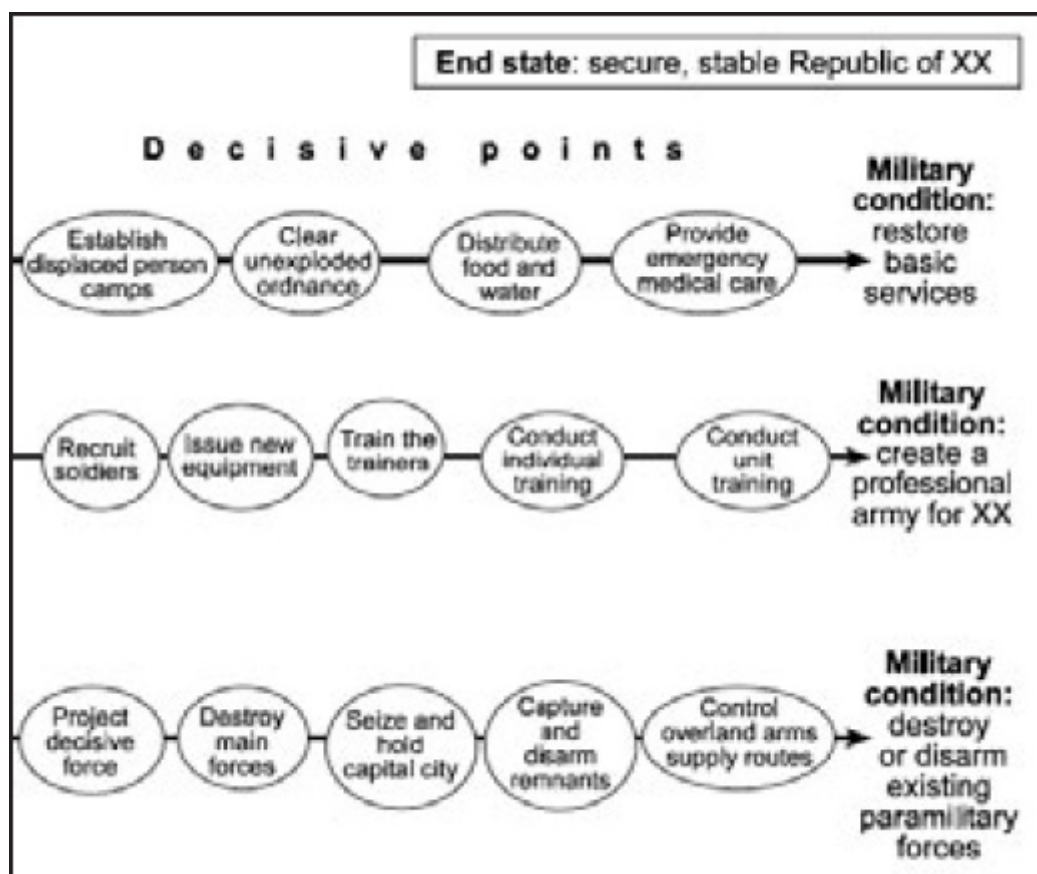 End state: secure, stable Republic of XX
Decisive points
Establish
displaced person
camps
Clear
unexploded
ordnance
Distribute
food and
water
Provide
emergency
medical care
Military
condition:
restore
basic
services
Recruit
soldiers
Issue new
equipment
Train the
trainers
Conduct
individual
training
Conduct
unit
training
Military
condition:
create a
professional
army for XX
Project
decisive
force
Destroy
main
forces
Seize and
hold
capital city
Capture
and
disarm
remnants
Control
overland arms
supply routes
Military
condition:
destroy
or disarm
existing
paramilitary
forces